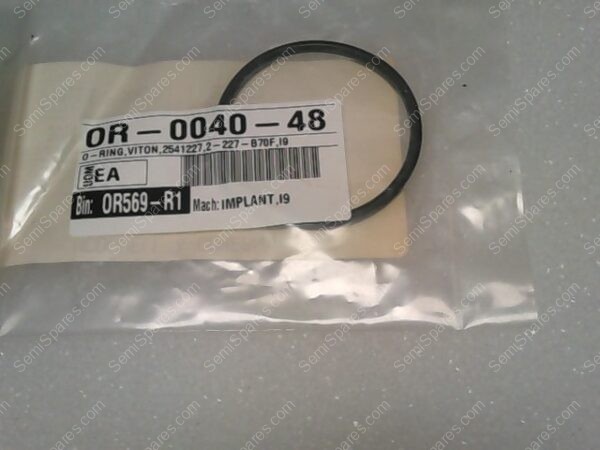 OR-0040-48
O-RING,VITON,2541227,2-227-B70F,I9
UOM EA
Bin: OR569-R1 Mach: IMPLANT,I9
SemiSpares.com